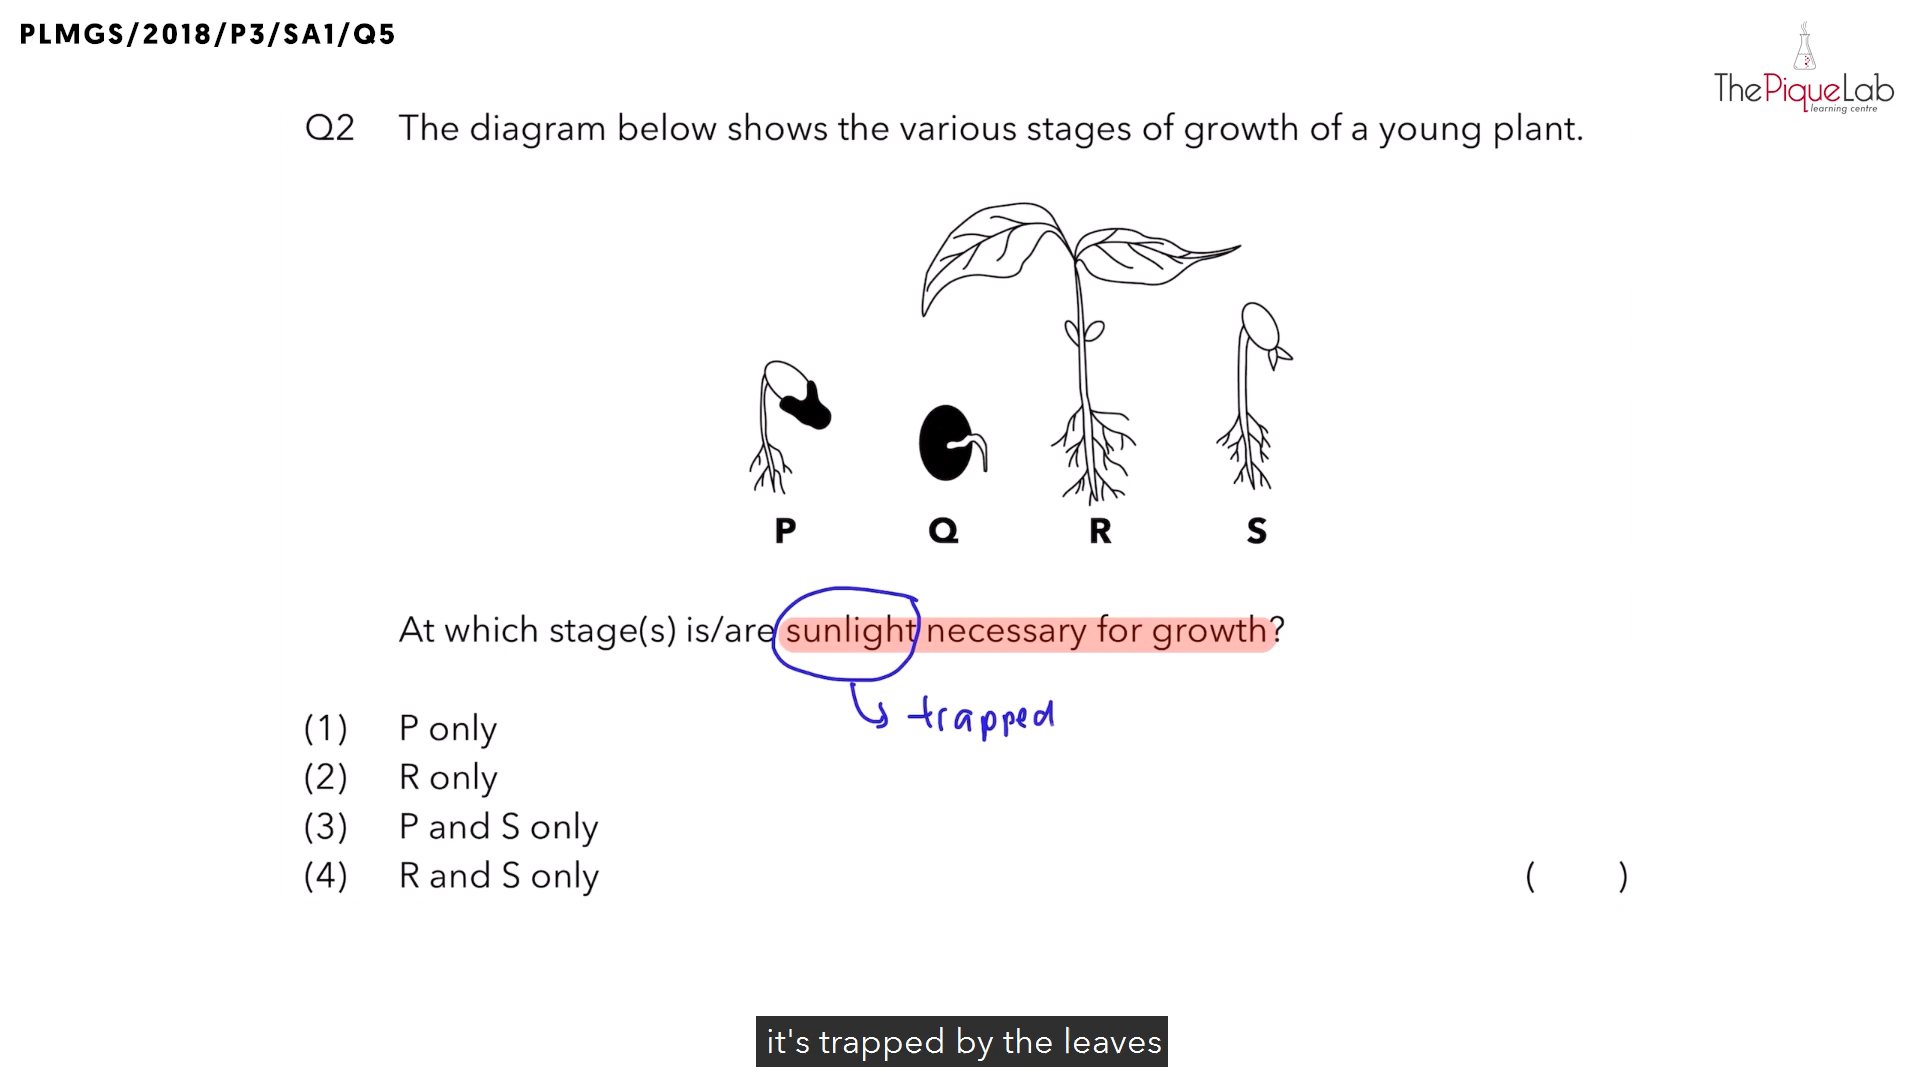 PLMGS/2018/P3/SA1/Q5
ThePiqueLab
learning centre
Q2 The diagram below shows the various stages of growth of a young plant.
P Q R S
At which stage(s) is/are sunlight necessary for growth?
trapped
(1) P only
(2) R only
(3) P and S only
(4) R and S only ( )
it's trapped by the leaves